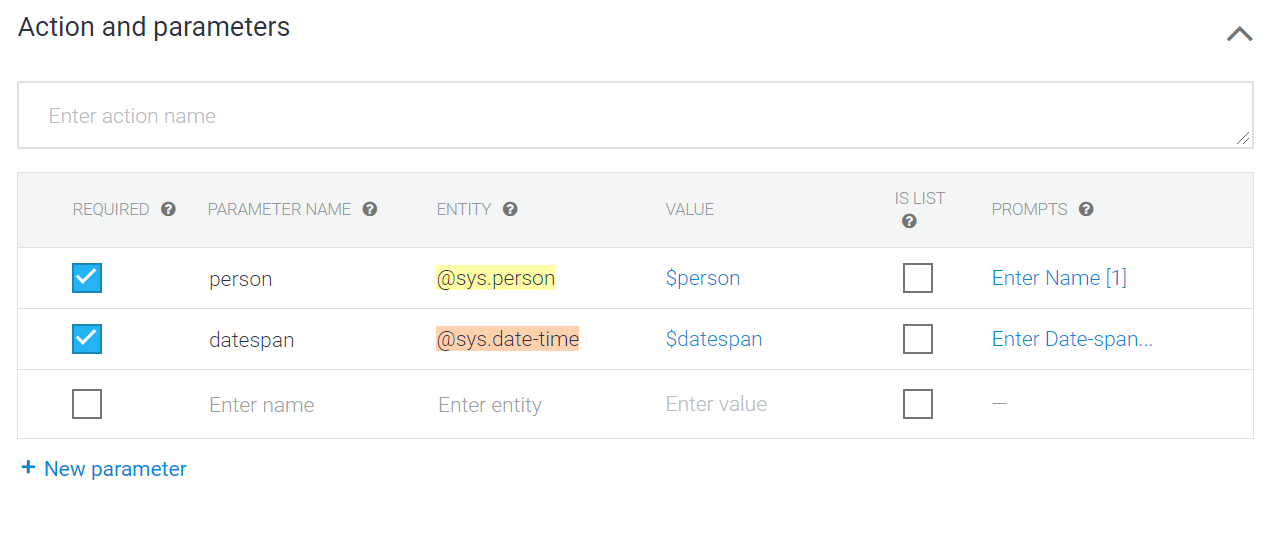 Action and parameters
Enter action name
REQUIRED ? PARAMETER NAME ? ENTITY ? VALUE IS LIST ? PROMPTS ?
person @sys.person $person Enter Name [1]
datespan @sys.date-time $datespan Enter Date-span...
Enter name Enter entity Enter value —
+ New parameter